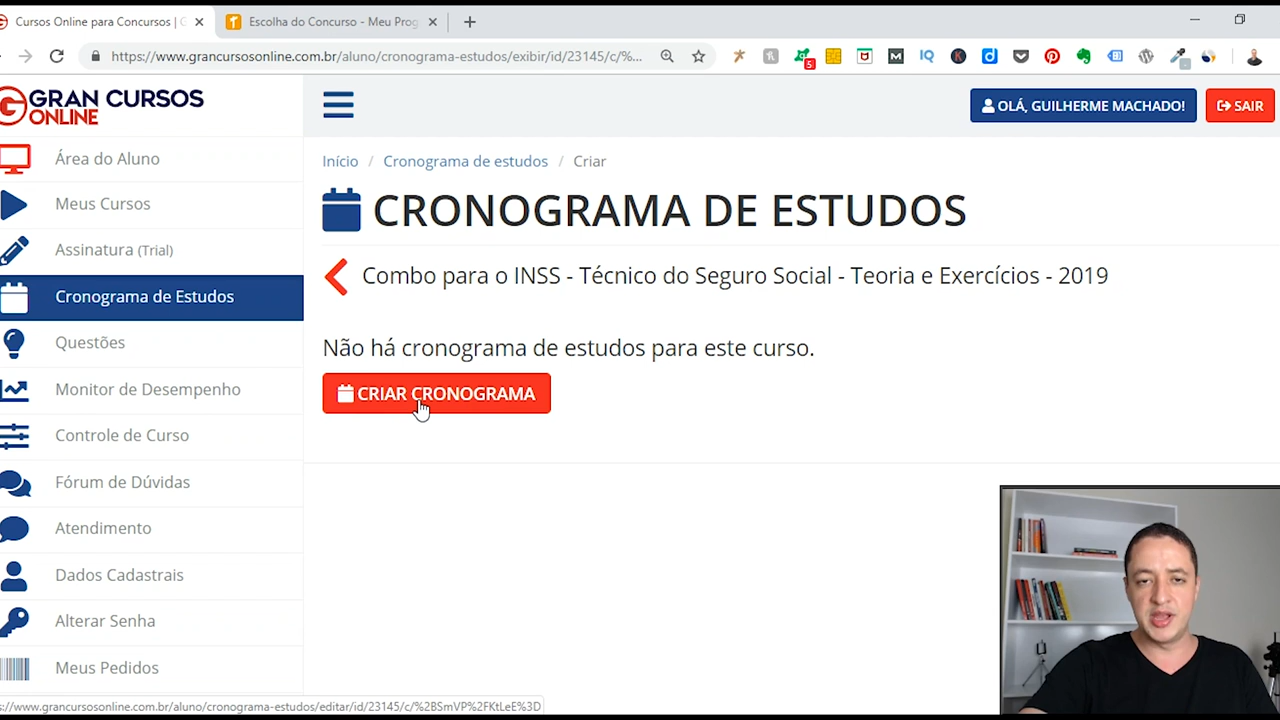 Cursos Online para Concursos | G
Escolha do Concurso - Meu Prog
https://www.grancursosonline.com.br/aluno/cronograma-estudos/exibir/id/23145/c/%...
5
IQ
GRAN CURSOS
ONLINE
OLÁ, GUILHERME MACHADO!
SAIR
Área do Aluno
Meus Cursos
Assinatura (Trial)
Cronograma de Estudos
Questões
Monitor de Desempenho
Controle de Curso
Fórum de Dúvidas
Atendimento
Dados Cadastrais
Alterar Senha
Meus Pedidos
Início / Cronograma de estudos / Criar
CRONOGRAMA DE ESTUDOS
Combo para o INSS - Técnico do Seguro Social - Teoria e Exercícios - 2019
Não há cronograma de estudos para este curso.
CRIAR CRONOGRAMA
s://www.grancursosonline.com.br/aluno/cronograma-estudos/editar/id/23145/c/%2BSmVP%2FKtLeE%3D